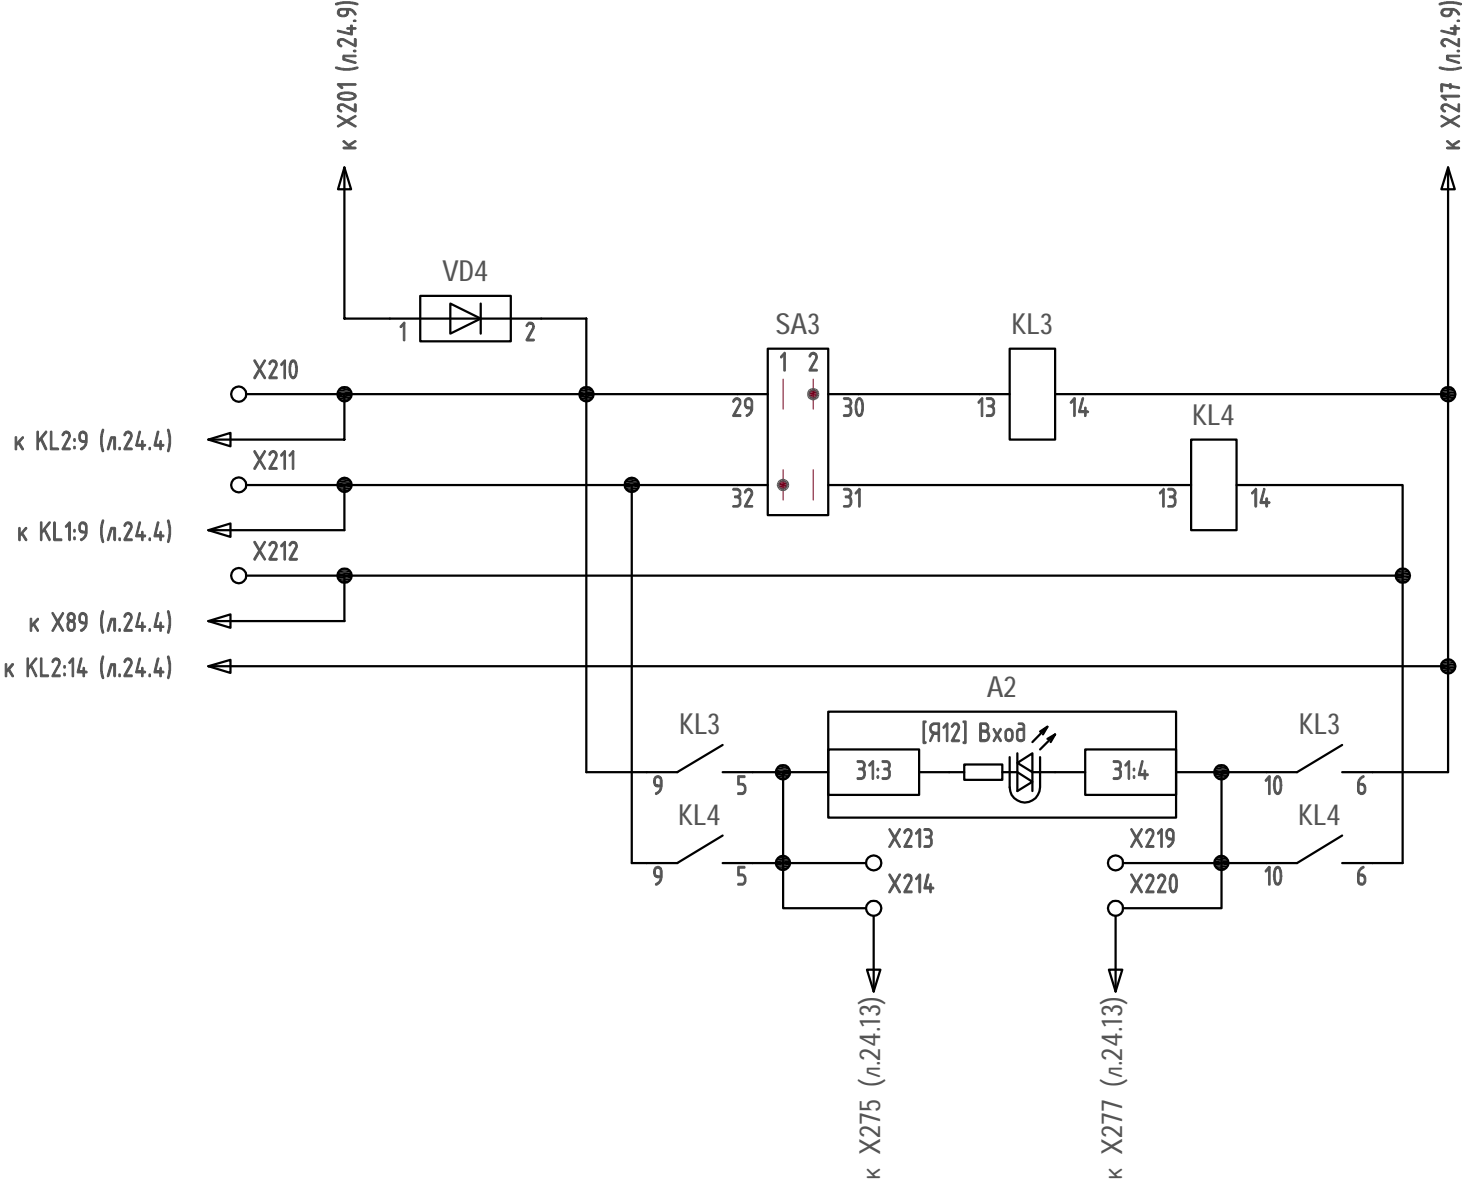 к X201 (л.24.9)
к X217 (л.24.9)
VD4
1 2
SA3
1 2
KL3
X210
29 30 13 14
KL4
к KL2:9 (л.24.4)
X211
32 31 13 14
к KL1:9 (л.24.4)
X212
к X89 (л.24.4)
к KL2:14 (л.24.4)
A2
KL3
[Я12] Вход
KL3
31:3 31:4
9 5 10 6
KL4
KL4
X213 X219
9 5 10 6
X214 X220
к X275 (л.24.13)
к X277 (л.24.13)